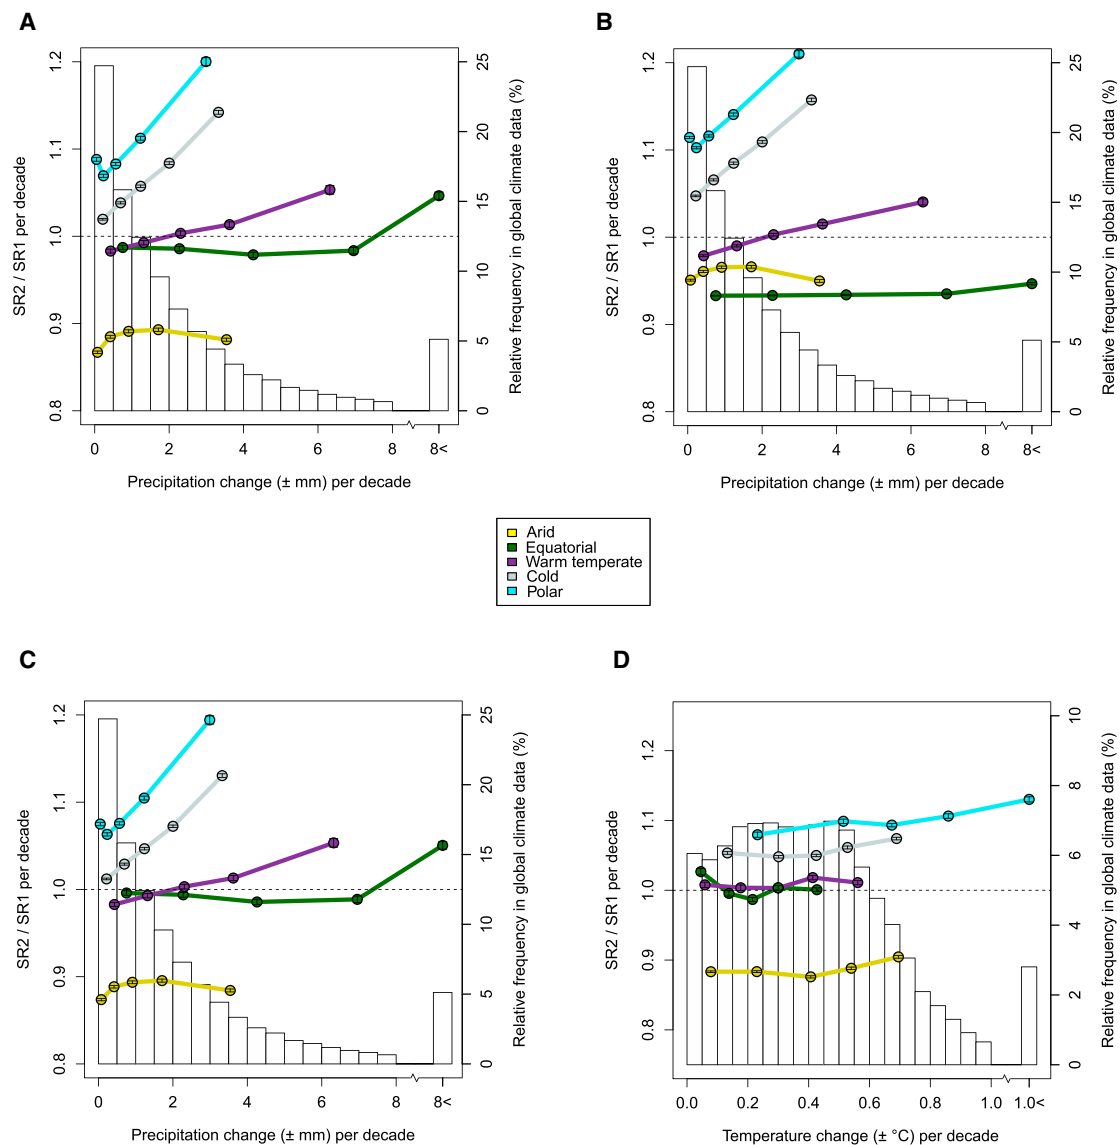 A
1.2
1.1
1.0
0.9
0.8
SR2 / SR1 per decade
25
20
15
10
5
0
Relative frequency in global climate data (%)
0 2 4 6 8 8<
Precipitation change (± mm) per decade
B
1.2
1.1
1.0
0.9
0.8
SR2 / SR1 per decade
25
20
15
10
5
0
Relative frequency in global climate data (%)
0 2 4 6 8 8<
Precipitation change (± mm) per decade
Arid
Equatorial
Warm temperate
Cold
Polar
C
1.2
1.1
1.0
0.9
0.8
SR2 / SR1 per decade
25
20
15
10
5
0
Relative frequency in global climate data (%)
0 2 4 6 8 8<
Precipitation change (± mm) per decade
D
1.2
1.1
1.0
0.9
0.8
SR2 / SR1 per decade
10
8
6
4
2
0
Relative frequency in global climate data (%)
0.0 0.2 0.4 0.6 0.8 1.0 1.0<
Temperature change (± °C) per decade